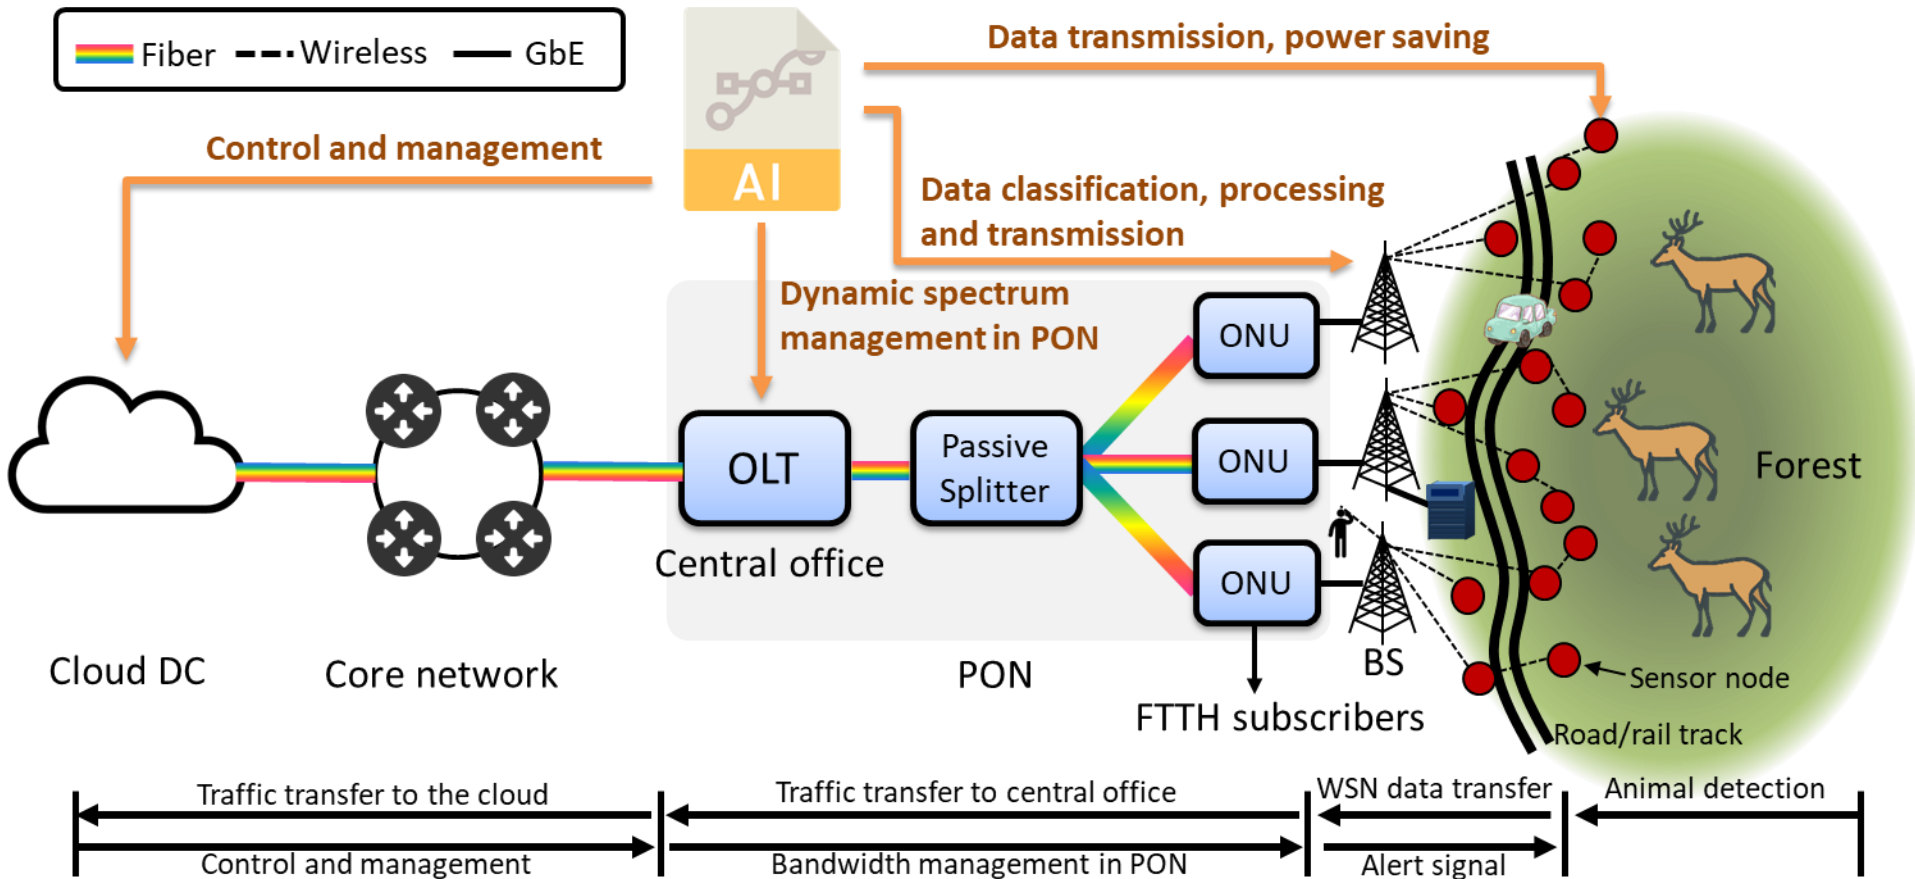 Fiber
Wireless
GbE
AI
Data transmission, power saving
Control and management
Data classification, processing
and transmission
Dynamic spectrum
management in PON
ONU
ONU
ONU
OLT
Passive
Splitter
Central office
Forest
Cloud DC
Core network
PON
BS
FTTH subscribers
Sensor node
Road/rail track
Traffic transfer to the cloud
Traffic transfer to central office
WSN data transfer
Animal detection
Control and management
Bandwidth management in PON
Alert signal